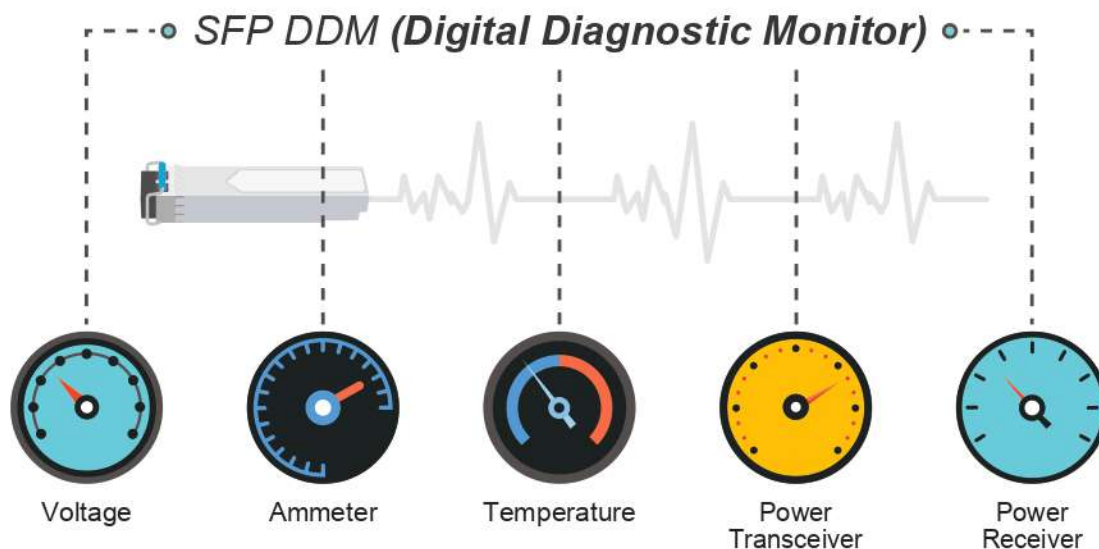 SFP DDM (Digital Diagnostic Monitor)
Voltage
Ammeter
Temperature
Power
Transceiver
Power
Receiver